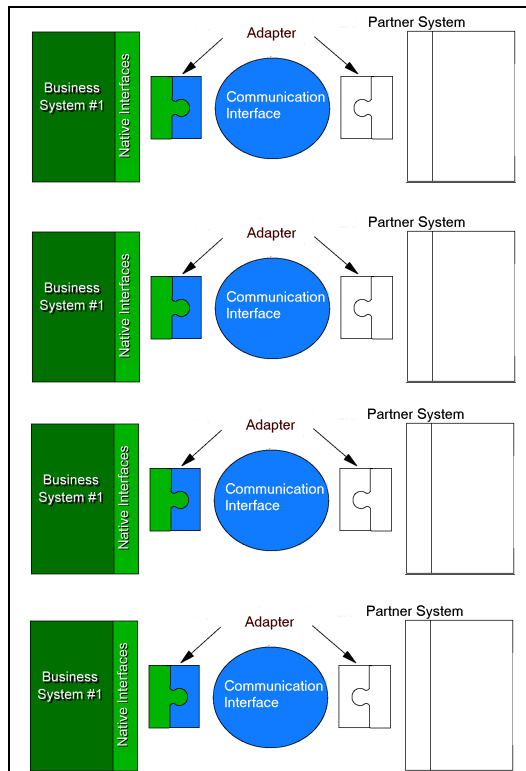 Partner System
Adapter
Business
System #1
Native Interfaces
Communication
Interface
Partner System
Adapter
Business
System #1
Native Interfaces
Communication
Interface
Partner System
Adapter
Business
System #1
Native Interfaces
Communication
Interface
Partner System
Adapter
Business
System #1
Native Interfaces
Communication
Interface